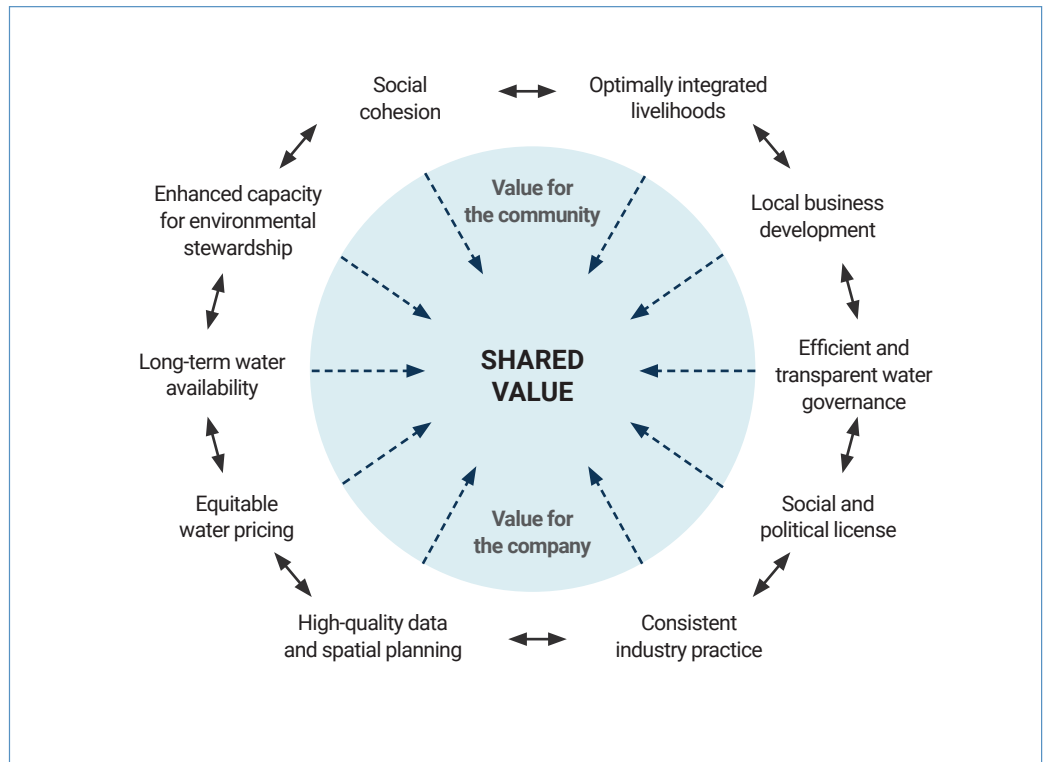 Social
cohesion
Optimally integrated
livelihoods
Enhanced capacity
for environmental
stewardship
Value for
the community
Local business
development
Long-term water
availability
SHARED
VALUE
Efficient and
transparent water
governance
Equitable
water pricing
Value for
the company
Social and
political license
High-quality data
and spatial planning
Consistent
industry practice